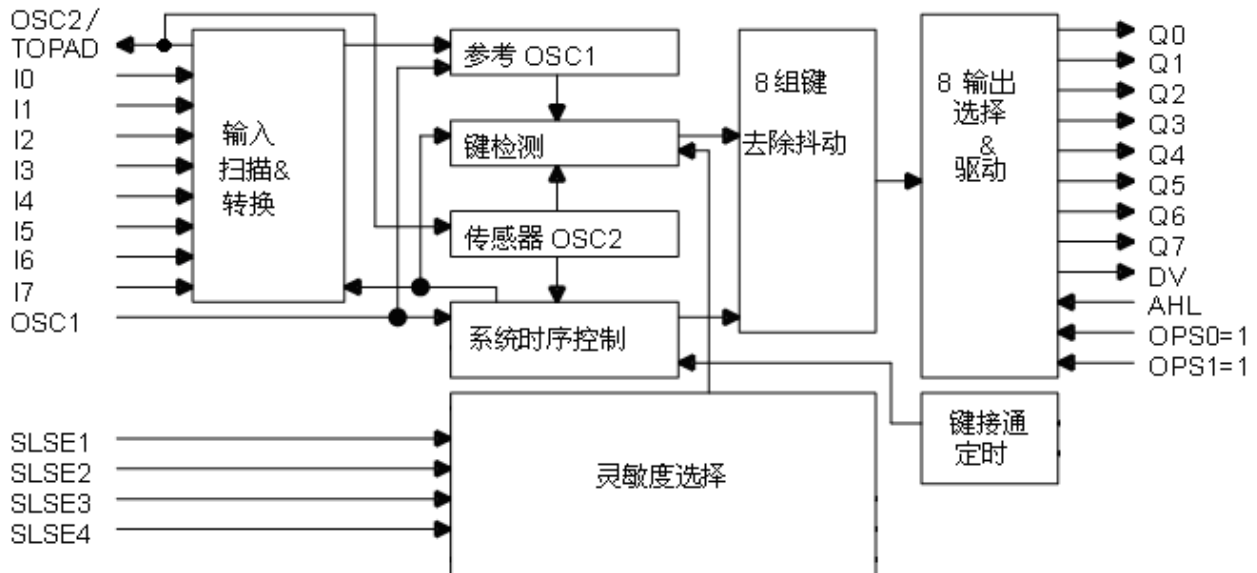 OSC2/
TOPAD
I0
I1
I2
I3
I4
I5
I6
I7
OSC1
SLSE1
SLSE2
SLSE3
SLSE4
输入
扫描&
转换
参考 OSC1
键检测
传感器 OSC2
系统时序控制
灵敏度选择
8组键
去除抖动
8 输出
选择
&
驱动
键接通
定时
Q0
Q1
Q2
Q3
Q4
Q5
Q6
Q7
DV
AHL
OPS0=1
OPS1=1